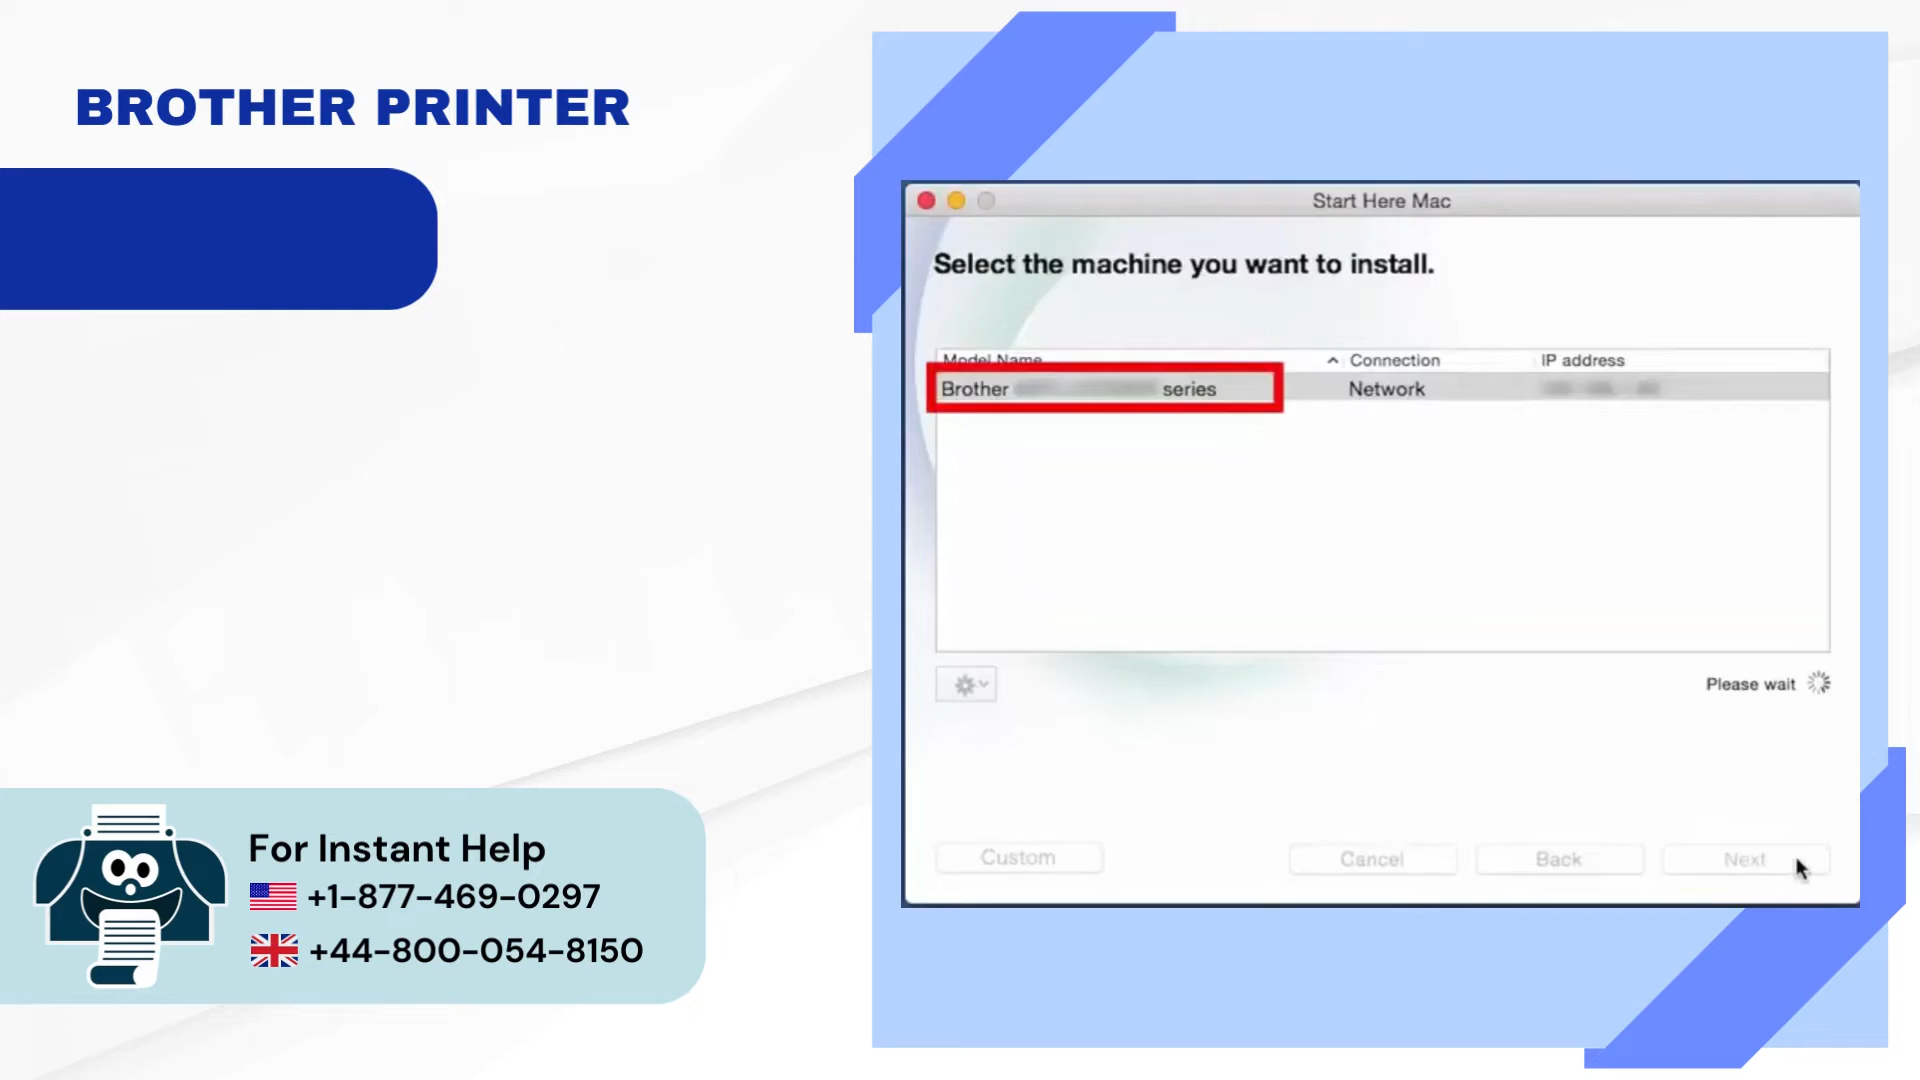 BROTHER PRINTER
Start Here Mac
Select the machine you want to install.
Model Name Connection IP address
Brother series Network
Please wait
Custom Cancel Back Next
For Instant Help
+1-877-469-0297
+44-800-054-8150